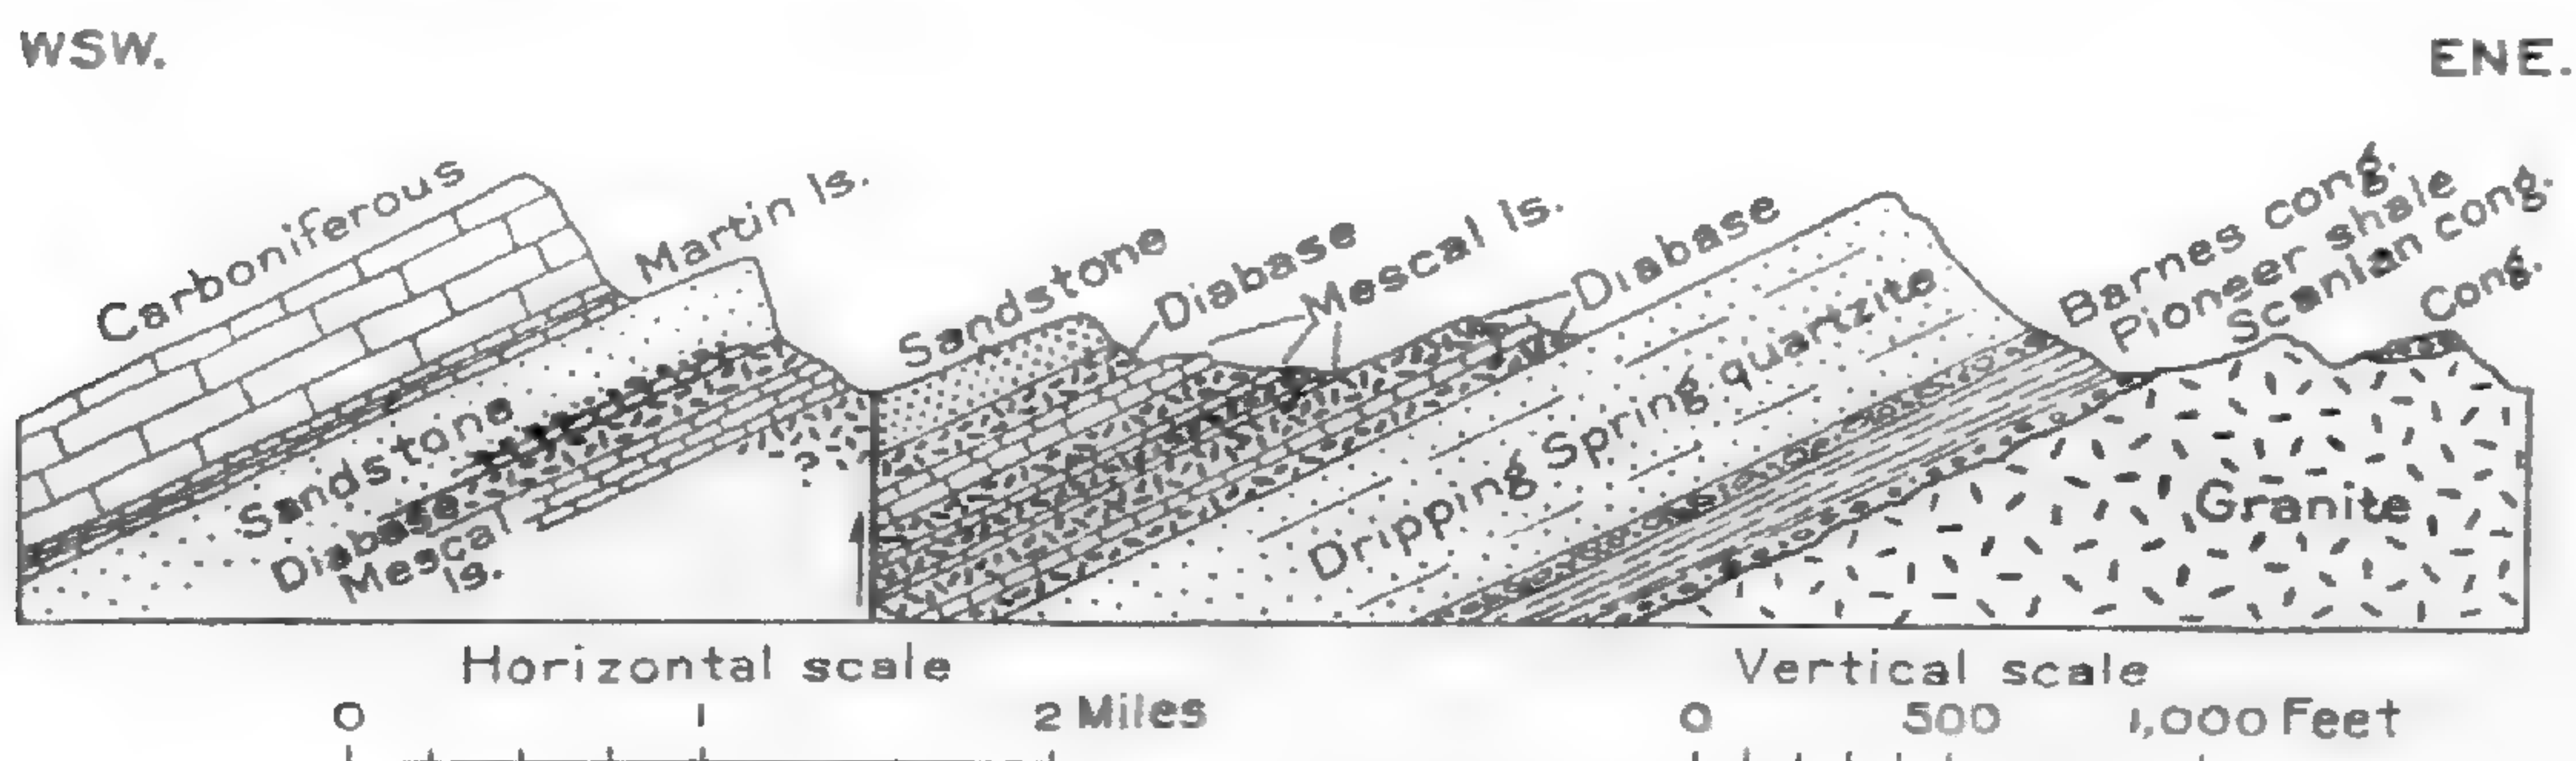 WSW.
ENE.
Carboniferous
Martin ls.
Sandstone
Diabase
Mescal ls.
Diabase
Barnes cong.
Pioneer shale
Scanlan cong.
Cong.
Sandstone
Diabase
Mescal
ls.
?
Dripping Spring quartzite
Granite
Horizontal scale
Vertical scale
0 1 2 Miles
0 500 1,000 Feet